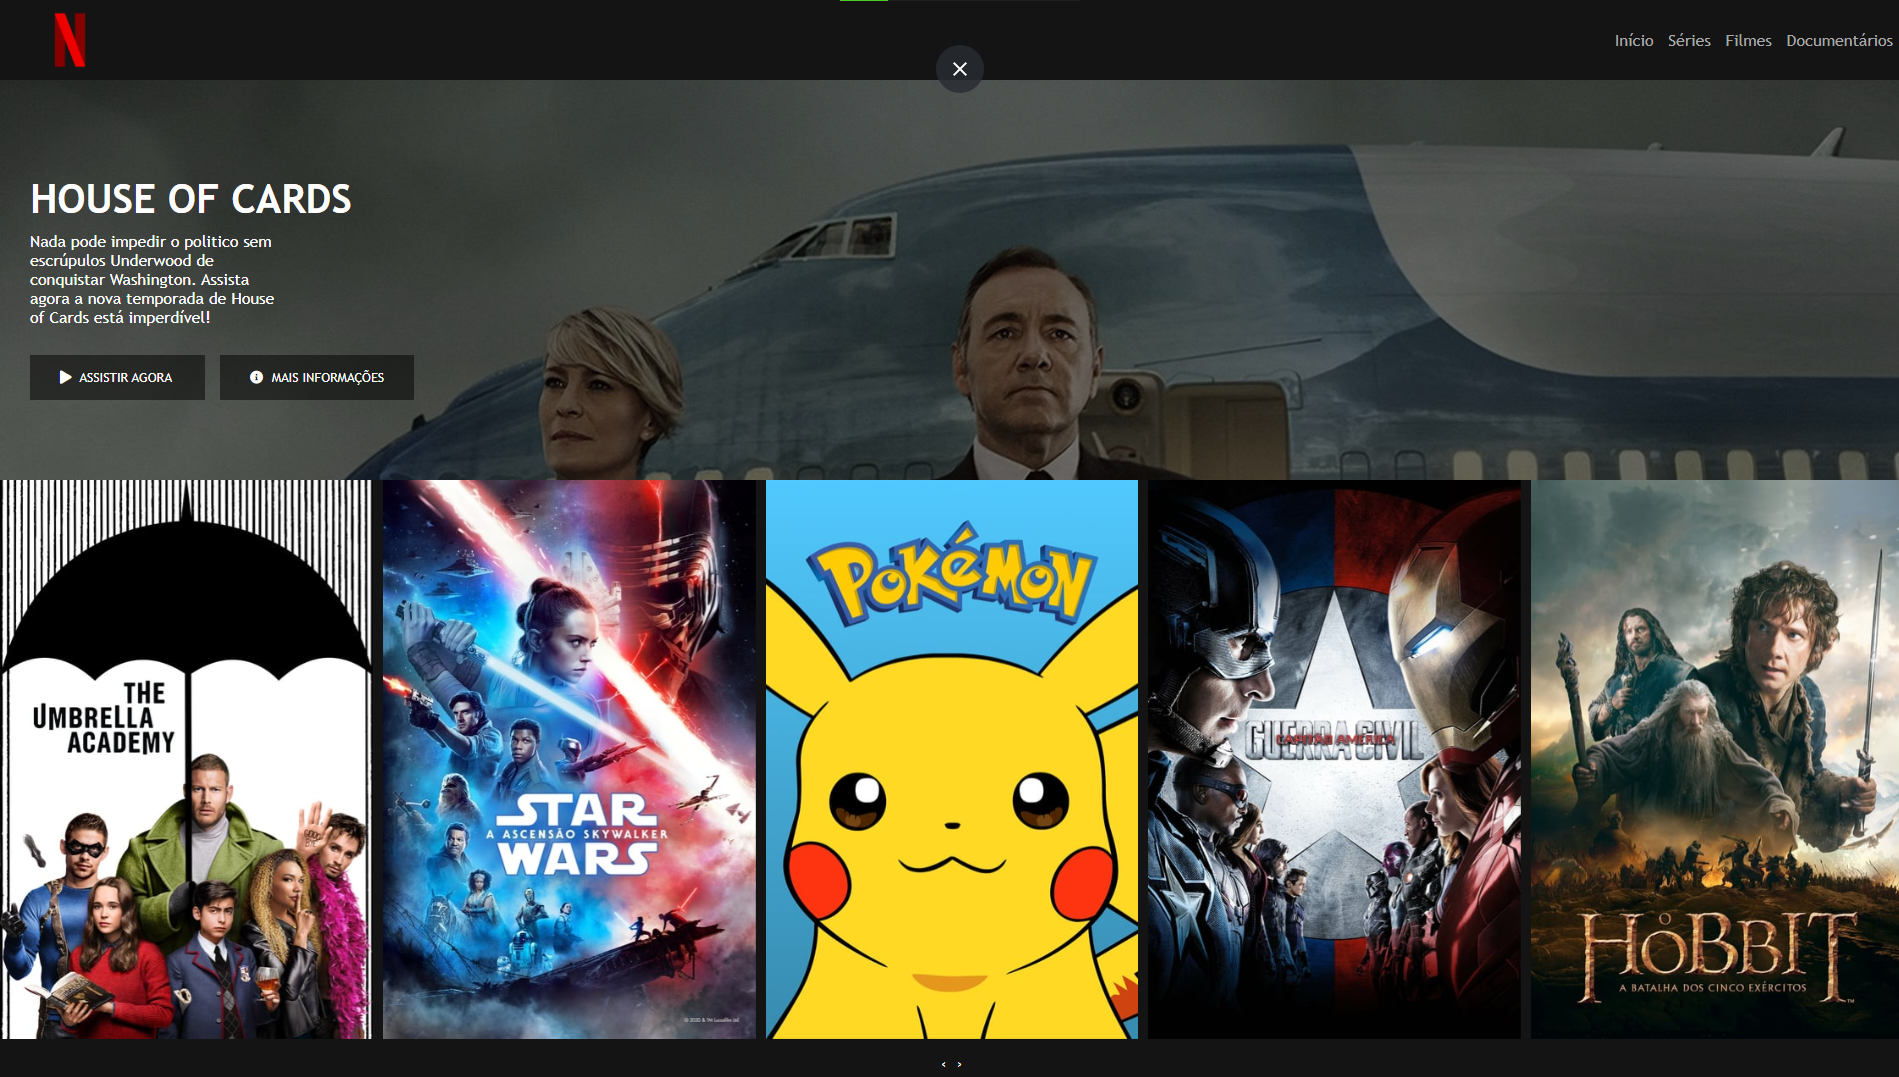 N
Início Séries Filmes Documentários
HOUSE OF CARDS
Nada pode impedir o politico sem
escrúpulos Underwood de
conquistar Washington. Assista
agora a nova temporada de House
of Cards está imperdível!
ASSISTIR AGORA
MAIS INFORMAÇÕES
THE
UMBRELLA
ACADEMY
STAR
A ASCENSÃO SKYWALKER
WARS
POKéMON
GUERRA CIVIL
CAPITÃO AMÉRICA
O
HOBBIT
A BATALHA DOS CINCO EXÉRCITOS
‹ ›